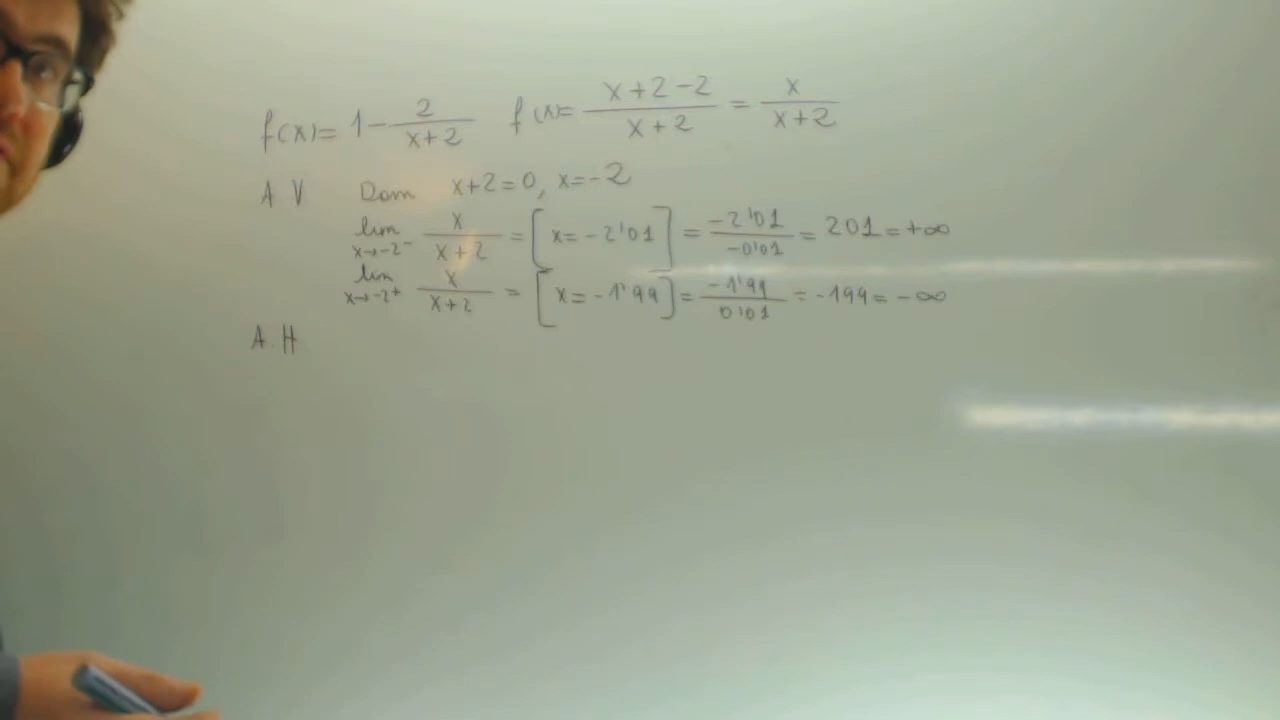 f(x)= 1- 2/(x+2) f(x)= (x+2-2)/(x+2) = x/(x+2)
A V Dom x+2=0, x=-2
lim x→-2⁻ x/(x+2) = [x=-2'01] = -2'01/-0'01 = 201=+∞
lim x→-2⁺ x/(x+2) = [x=-1'99] = -1'99/0'01 = -199= -∞
A.H